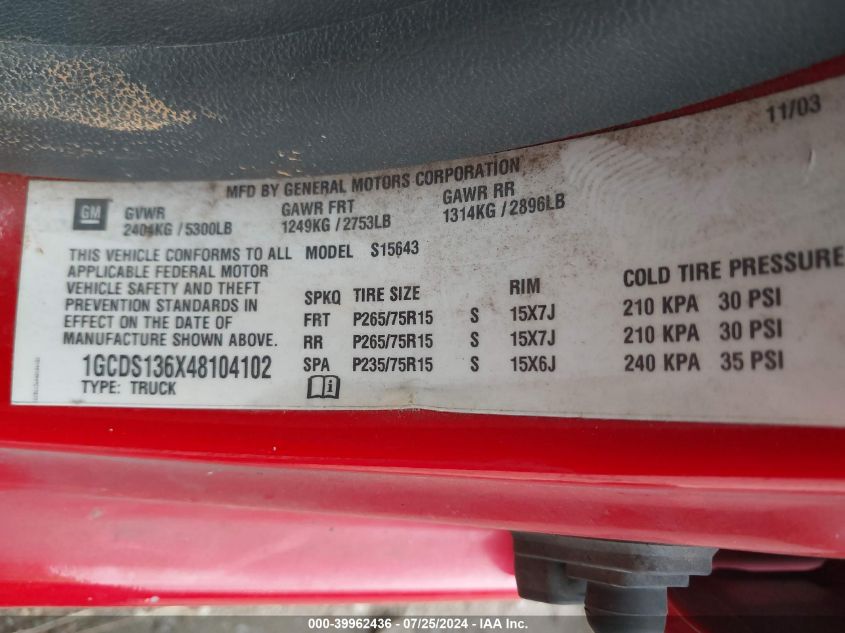 11/03
MFD BY GENERAL MOTORS CORPORATION
GM
GVWR GAWR FRT GAWR RR
2404KG / 5300LB 1249KG / 2753LB 1314KG / 2896LB
THIS VEHICLE CONFORMS TO ALL
APPLICABLE FEDERAL MOTOR
VEHICLE SAFETY AND THEFT
PREVENTION STANDARDS IN
EFFECT ON THE DATE OF
MANUFACTURE SHOWN ABOVE.
1GCDS136X48104102
TYPE: TRUCK
MODEL S15643
SPKQ TIRE SIZE RIM COLD TIRE PRESSURE
FRT P265/75R15 S 15X7J 210 KPA 30 PSI
RR P265/75R15 S 15X7J 210 KPA 30 PSI
SPA P235/75R15 S 15X6J 240 KPA 35 PSI
i
000-39962436 - 07/25/2024 - IAA Inc.